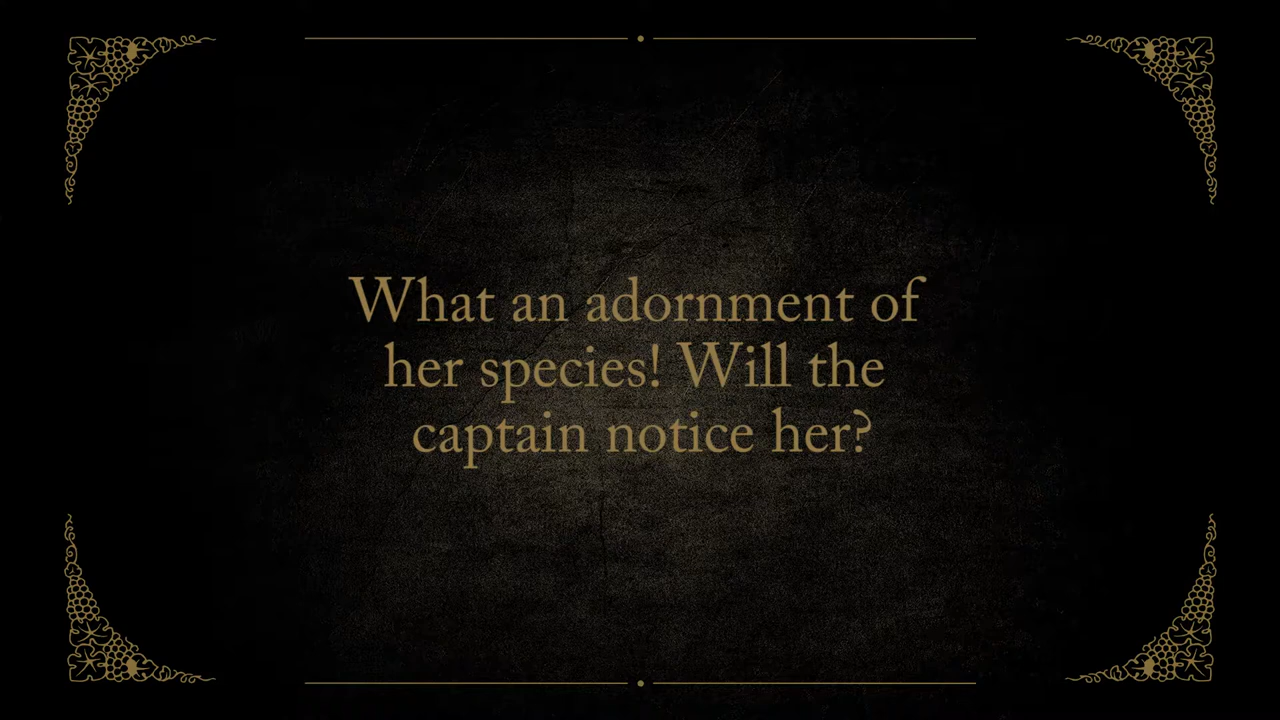 What an adornment of
her species! Will the
captain notice her?